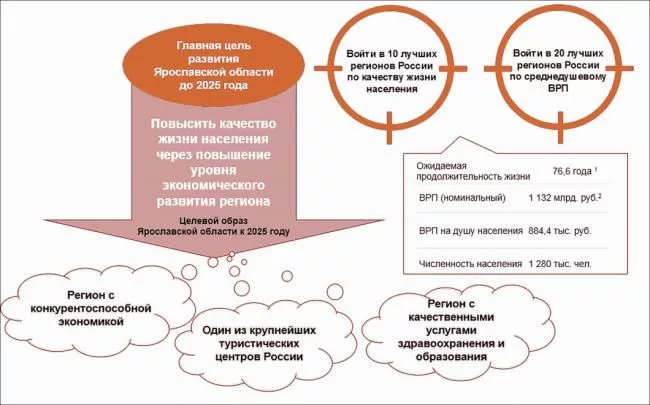 Главная цель
развития
Ярославской области
до 2025 года
Войти в 10 лучших
регионов России
по качеству жизни
населения
Войти в 20 лучших
регионов России
по среднедушевому
ВРП
Повысить качество
жизни населения
через повышение
уровня
экономического
развития региона
Целевой образ
Ярославской области к 2025 году
Ожидаемая
продолжительность жизни 76,6 года ¹
ВРП (номинальный) 1 132 млрд. руб.²
ВРП на душу населения 884,4 тыс. руб.
Численность населения 1 280 тыс. чел.
Регион с
конкурентоспособной
экономикой
Один из крупнейших
туристических
центров России
Регион с
качественными
услугами
здравоохранения и
образования